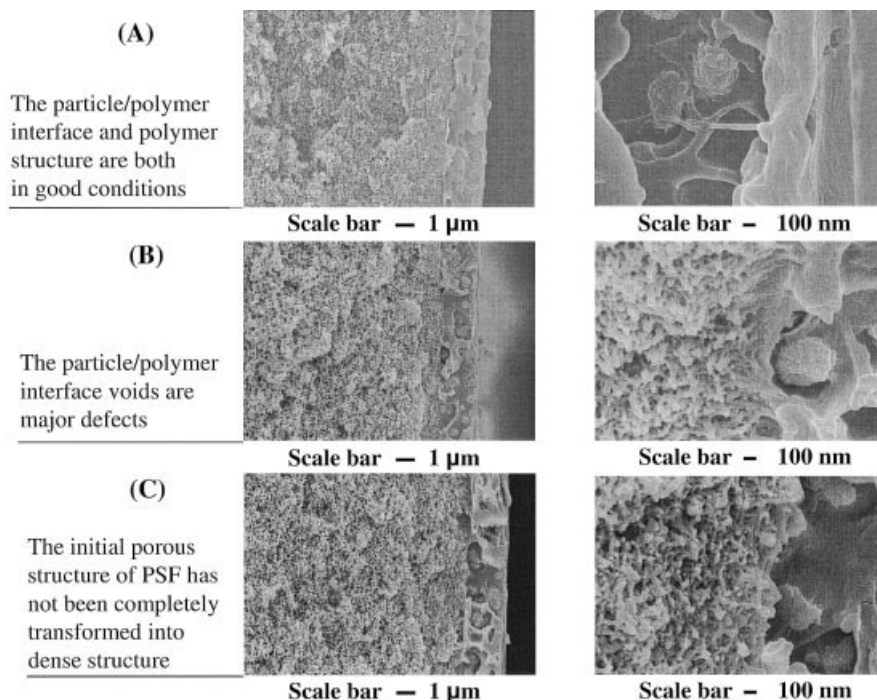 (A)
The particle/polymer
interface and polymer
structure are both
in good conditions
Scale bar — 1 µm
Scale bar – 100 nm
(B)
The particle/polymer
interface voids are
major defects
Scale bar — 1 µm
Scale bar – 100 nm
(C)
The initial porous
structure of PSF has
not been completely
transformed into
dense structure
Scale bar — 1 µm
Scale bar – 100 nm